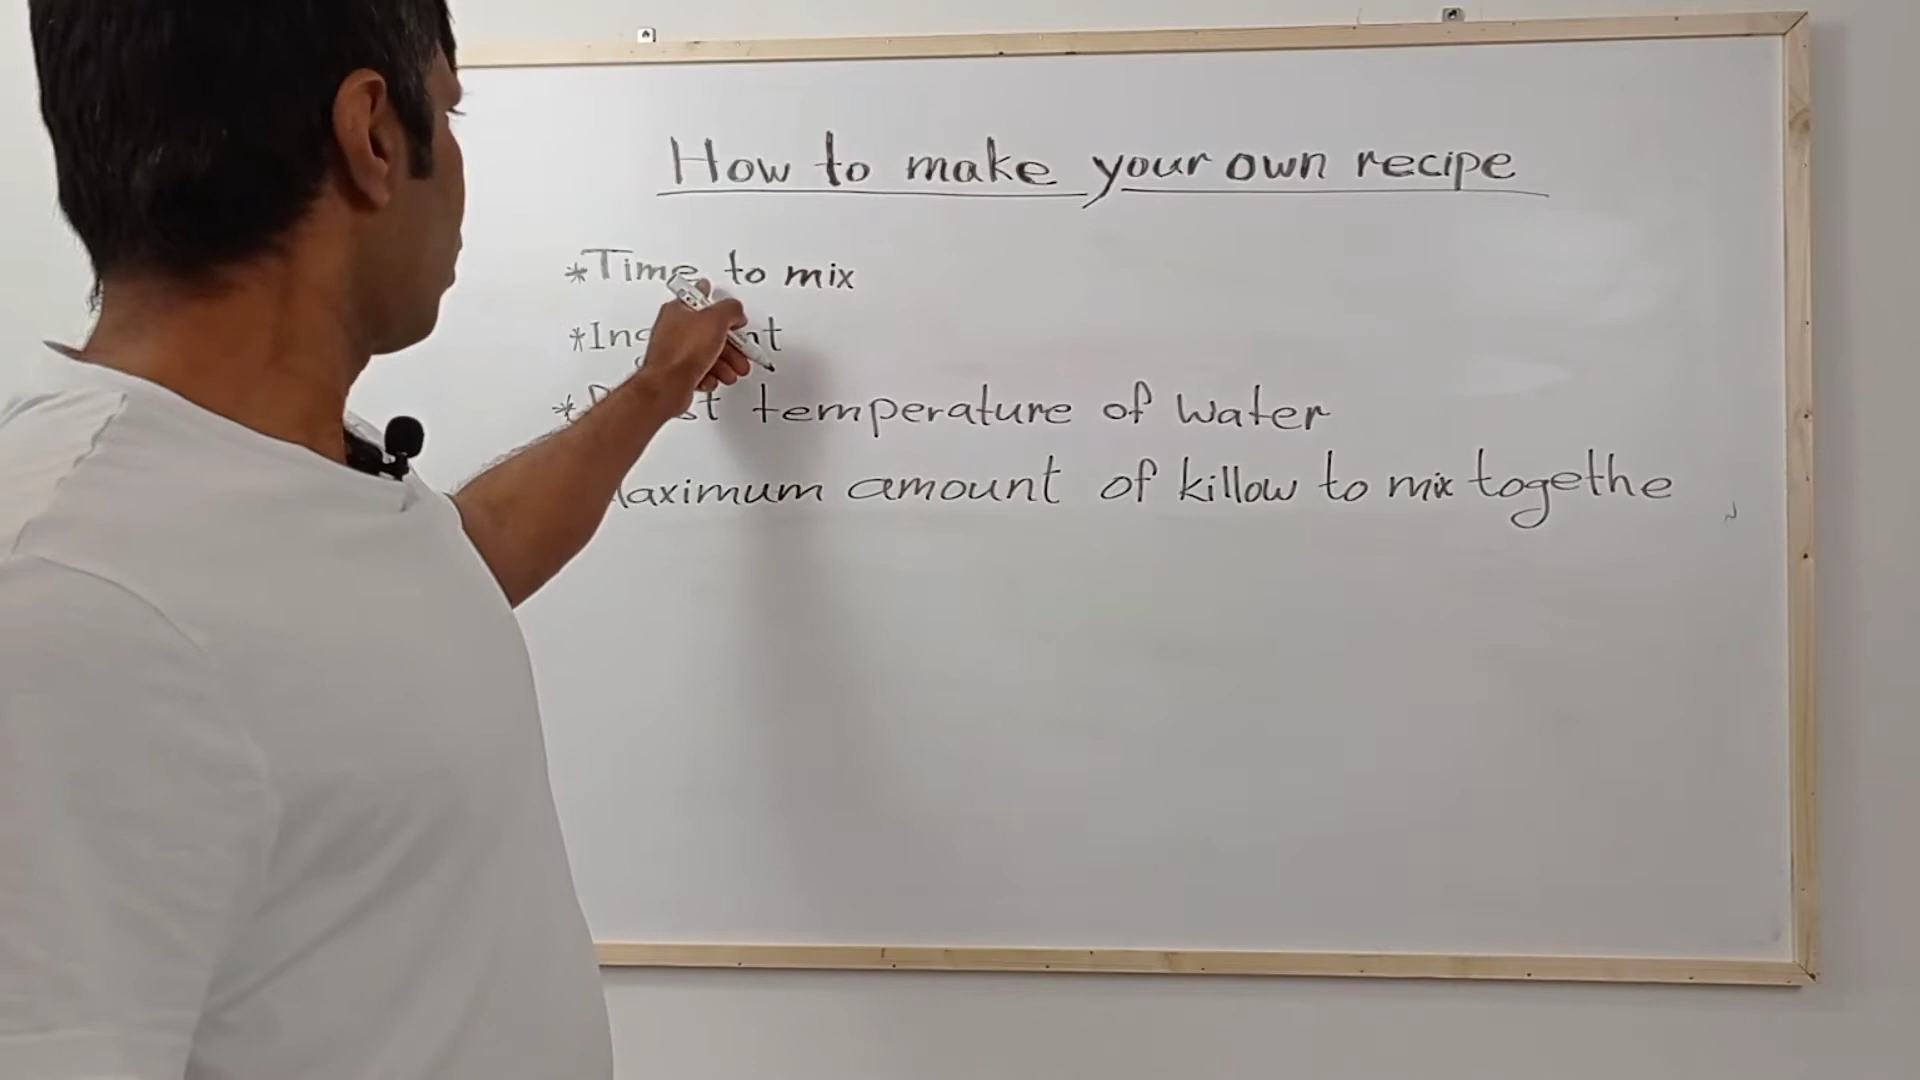 How to make your own recipe
*Time to mix
*
* temperature of water
amount of killow to mix togethe